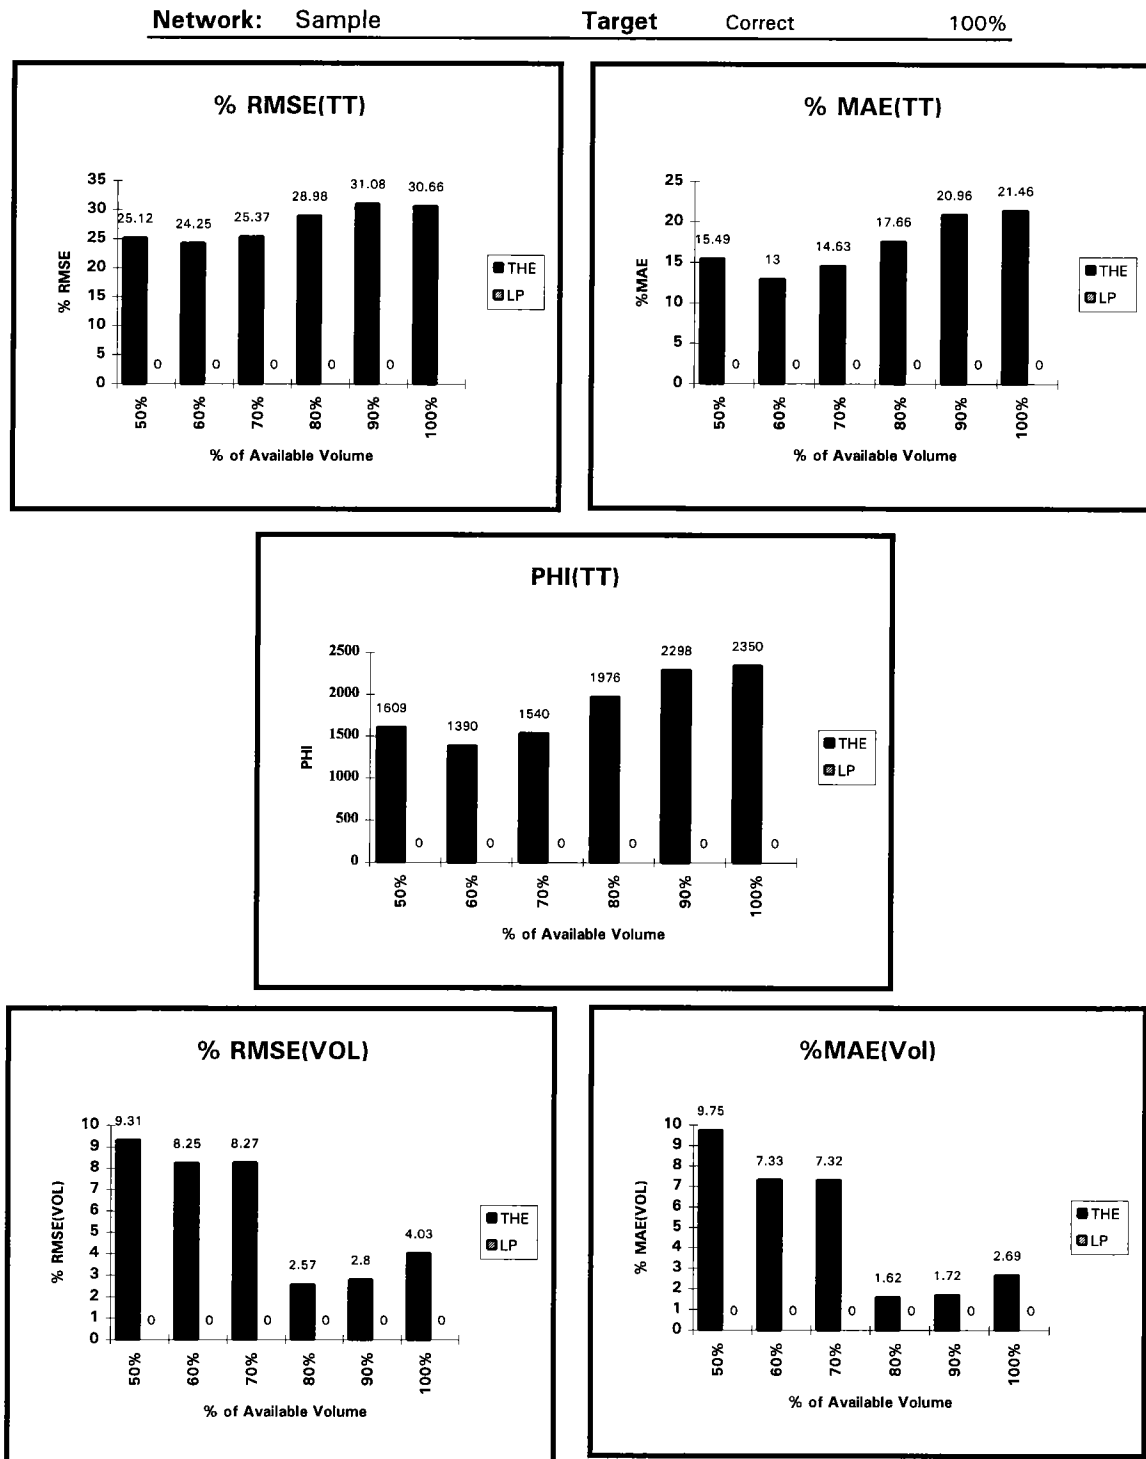 Network: Sample Target Correct 100%
% RMSE(TT)
35
30
25
20
15
10
5
0
% RMSE
25.12 24.25 25.37 28.98 31.08 30.66
0 0 0 0 0
50% 60% 70% 80% 90% 100%
% of Available Volume
THE
LP
% MAE(TT)
25
20
15
10
5
0
%MAE
15.49 13 14.63 17.66 20.96 21.46
0 0 0 0 0 0
50% 60% 70% 80% 90% 100%
% of Available Volume
THE
LP
PHI(TT)
2500
2000
1500
1000
500
0
PHI
1609 1390 1540 1976 2298 2350
0 0 0 0 0 0
50% 60% 70% 80% 90% 100%
% of Available Volume
THE
LP
% RMSE(VOL)
10
9
8
7
6
5
4
3
2
1
0
% RMSE(VOL)
9.31 8.25 8.27 2.57 2.8 4.03
0 0 0 0 0 0
50% 60% 70% 80% 90% 100%
% of Available Volume
THE
LP
%MAE(Vol)
10
9
8
7
6
5
4
3
2
1
0
% MAE(VOL)
9.75 7.33 7.32 1.62 1.72 2.69
0 0 0 0 0 0
50% 60% 70% 80% 90% 100%
% of Available Volume
THE
LP